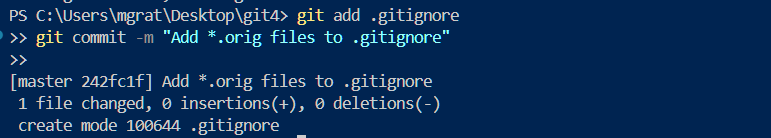 PS C:\Users\mgrat\Desktop\git4> git add .gitignore
>> git commit -m "Add *.orig files to .gitignore"
>>
[master 242fc1f] Add *.orig files to .gitignore
 1 file changed, 0 insertions(+), 0 deletions(-)
 create mode 100644 .gitignore